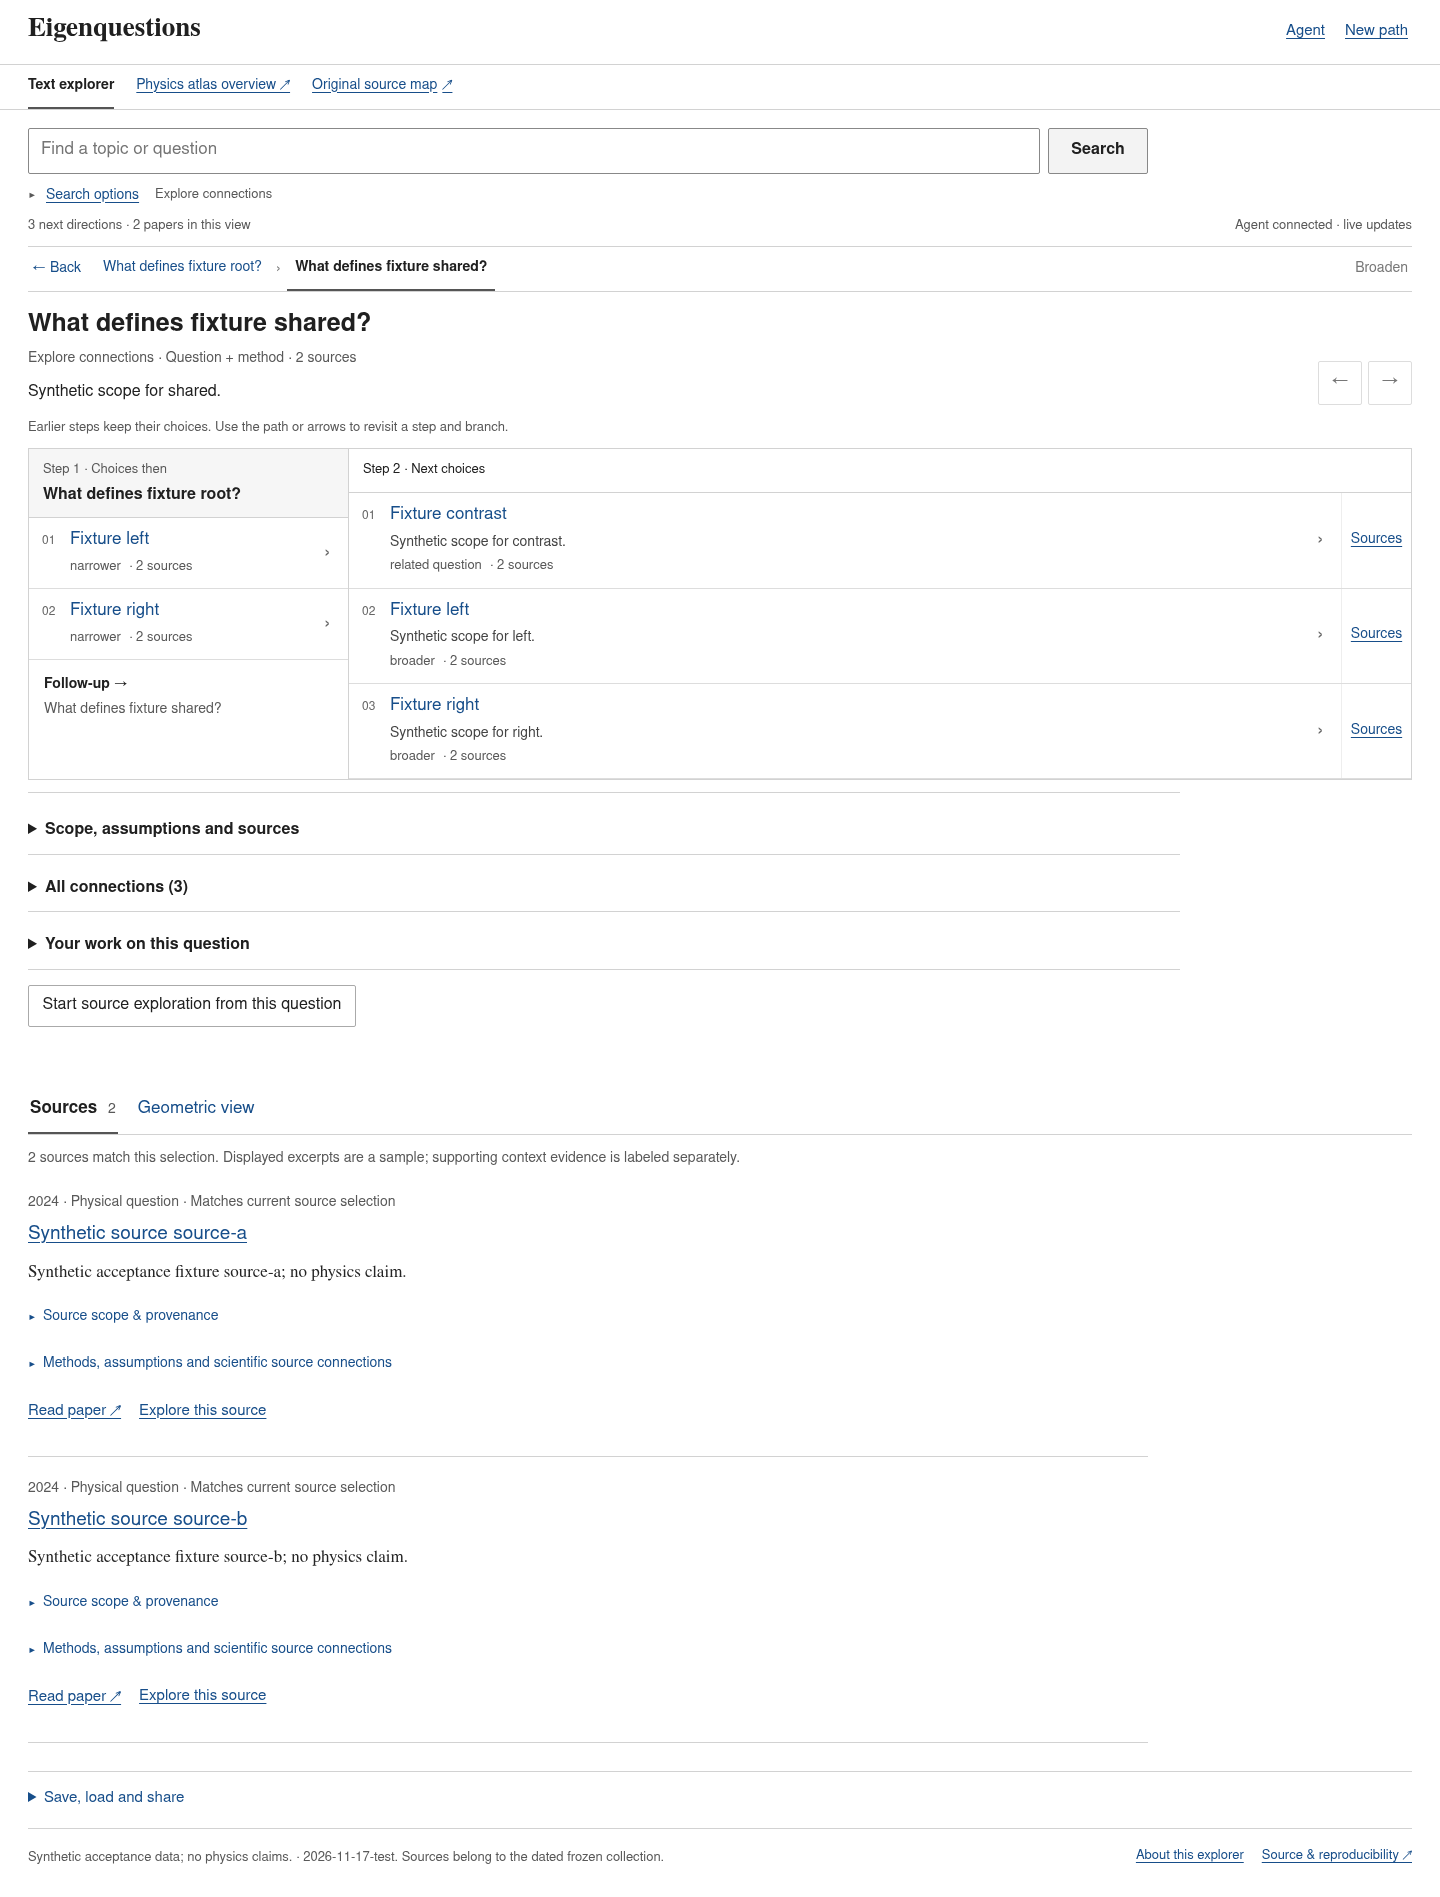 Eigenquestions
Agent New path
Text explorer Physics atlas overview ↗ Original source map ↗
Find a topic or question Search
▸ Search options Explore connections
3 next directions · 2 papers in this view Agent connected · live updates
← Back What defines fixture root? › What defines fixture shared? Broaden
What defines fixture shared?
Explore connections · Question + method · 2 sources
Synthetic scope for shared.
← →
Earlier steps keep their choices. Use the path or arrows to revisit a step and branch.
Step 1 · Choices then
What defines fixture root?
01 Fixture left ›
narrower · 2 sources
02 Fixture right ›
narrower · 2 sources
Follow-up →
What defines fixture shared?
Step 2 · Next choices
01 Fixture contrast
Synthetic scope for contrast. › Sources
related question · 2 sources
02 Fixture left
Synthetic scope for left. › Sources
broader · 2 sources
03 Fixture right
Synthetic scope for right. › Sources
broader · 2 sources
▶ Scope, assumptions and sources
▶ All connections (3)
▶ Your work on this question
Start source exploration from this question
Sources 2 Geometric view
2 sources match this selection. Displayed excerpts are a sample; supporting context evidence is labeled separately.
2024 · Physical question · Matches current source selection
Synthetic source source-a
Synthetic acceptance fixture source-a; no physics claim.
▸ Source scope & provenance
▸ Methods, assumptions and scientific source connections
Read paper ↗ Explore this source
2024 · Physical question · Matches current source selection
Synthetic source source-b
Synthetic acceptance fixture source-b; no physics claim.
▸ Source scope & provenance
▸ Methods, assumptions and scientific source connections
Read paper ↗ Explore this source
▶ Save, load and share
Synthetic acceptance data; no physics claims. · 2026-11-17-test. Sources belong to the dated frozen collection.
About this explorer Source & reproducibility ↗